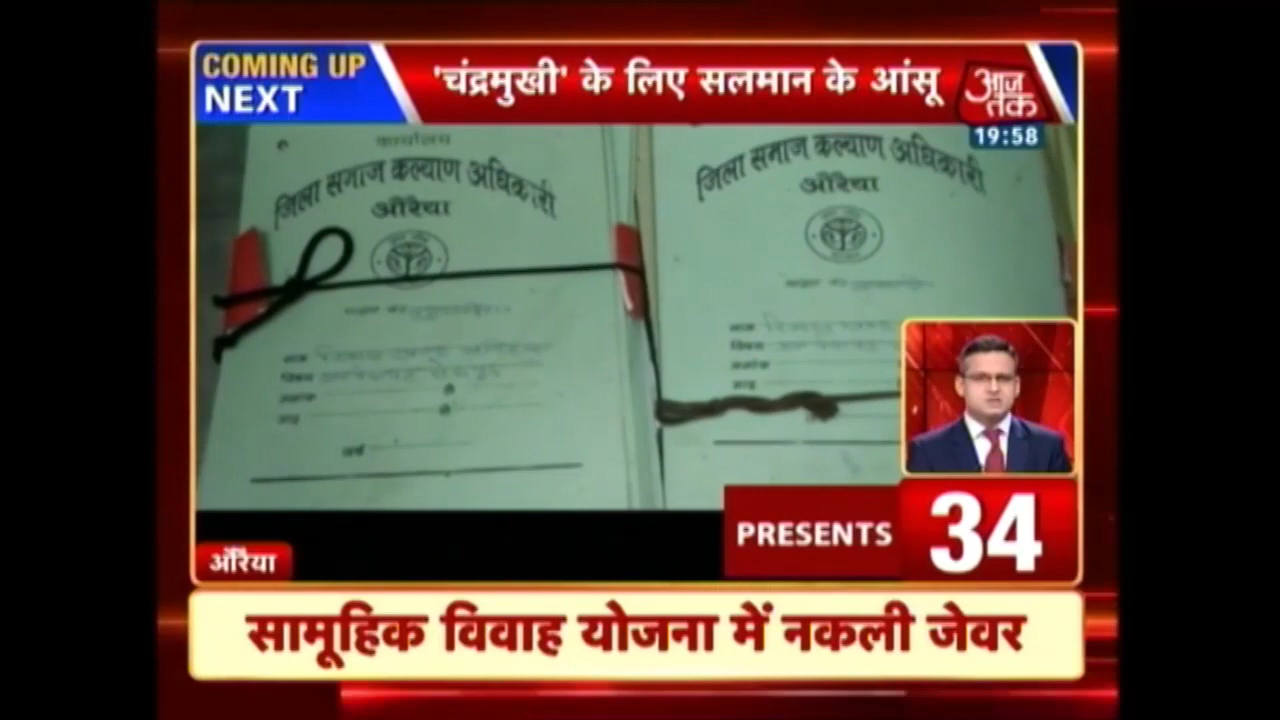 COMING UP
NEXT
'चंद्रमुखी' के लिए सलमान के आंसू
आज
तक
19:58
कार्यालय
जिला समाज कल्याण अधिकारी
औरैया
जिला समाज कल्याण अधिकारी
औरैया
PRESENTS
34
औरैया
सामूहिक विवाह योजना में नकली जेवर